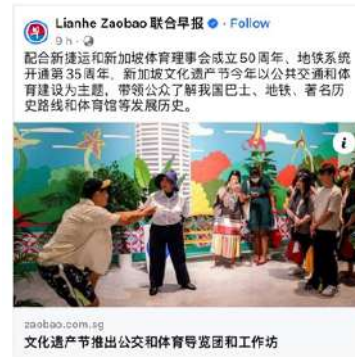 Lianhe Zaobao 联合早报 · Follow
9 h ·
配合新捷运和新加坡体育理事会成立50周年、地铁系统
开通第35周年，新加坡文化遗产节今年以公共交通和体
育建设为主题，带领公众了解我国巴士、地铁、著名历
史路线和体育馆等发展历史。
zaobao.com.sg
文化遗产节推出公交和体育导览团和工作坊